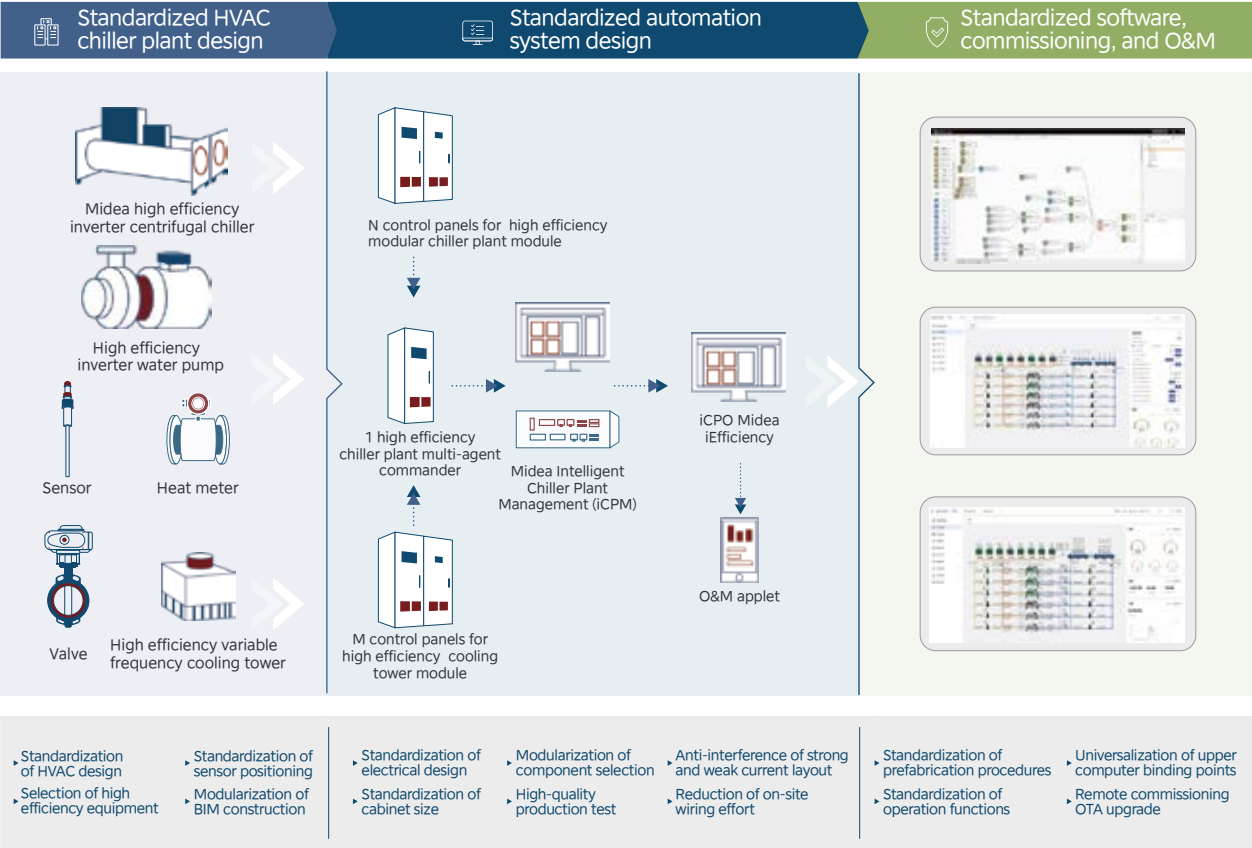 Standardized HVAC
chiller plant design
Standardized automation
system design
Standardized software,
commissioning, and O&M
Midea high efficiency
inverter centrifugal chiller
High efficiency
inverter water pump
Sensor
Heat meter
Valve
High efficiency variable
frequency cooling tower
N control panels for high efficiency
modular chiller plant module
1 high efficiency
chiller plant multi-agent
commander
Midea Intelligent
Chiller Plant
Management (iCPM)
iCPO Midea
iEfficiency
O&M applet
M control panels for
high efficiency cooling
tower module
Standardization
of HVAC design
Selection of high
efficiency equipment
Standardization of
sensor positioning
Modularization of
BIM construction
Standardization of
electrical design
Standardization of
cabinet size
Modularization of
component selection
High-quality
production test
Anti-interference of strong
and weak current layout
Reduction of on-site
wiring effort
Standardization of
prefabrication procedures
Standardization of
operation functions
Universalization of upper
computer binding points
Remote commissioning
OTA upgrade